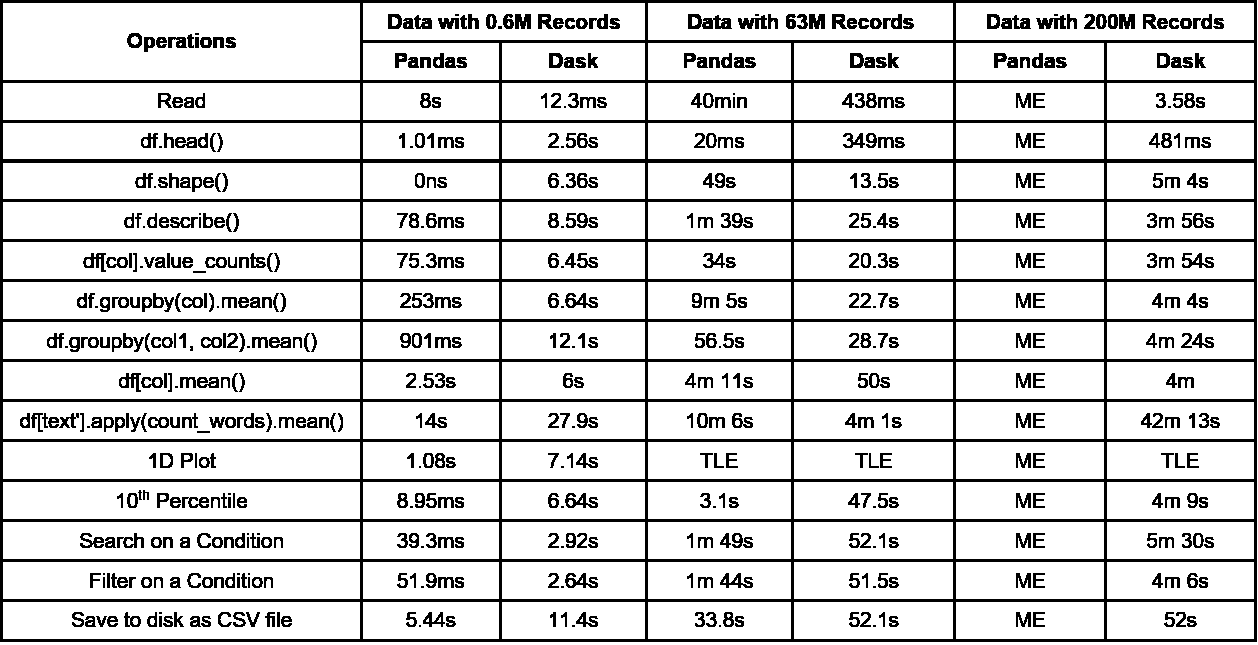 Operations Data with 0.6M Records Data with 63M Records Data with 200M Records
Pandas Dask Pandas Dask Pandas Dask
Read 8s 12.3ms 40min 438ms ME 3.58s
df.head() 1.01ms 2.56s 20ms 349ms ME 481ms
df.shape() 0ns 6.36s 49s 13.5s ME 5m 4s
df.describe() 78.6ms 8.59s 1m 39s 25.4s ME 3m 56s
df[col].value_counts() 75.3ms 6.45s 34s 20.3s ME 3m 54s
df.groupby(col).mean() 253ms 6.64s 9m 5s 22.7s ME 4m 4s
df.groupby(col1, col2).mean() 901ms 12.1s 56.5s 28.7s ME 4m 24s
df[col].mean() 2.53s 6s 4m 11s 50s ME 4m
df[text'].apply(count_words).mean() 14s 27.9s 10m 6s 4m 1s ME 42m 13s
1D Plot 1.08s 7.14s TLE TLE ME TLE
10th Percentile 8.95ms 6.64s 3.1s 47.5s ME 4m 9s
Search on a Condition 39.3ms 2.92s 1m 49s 52.1s ME 5m 30s
Filter on a Condition 51.9ms 2.64s 1m 44s 51.5s ME 4m 6s
Save to disk as CSV file 5.44s 11.4s 33.8s 52.1s ME 52s